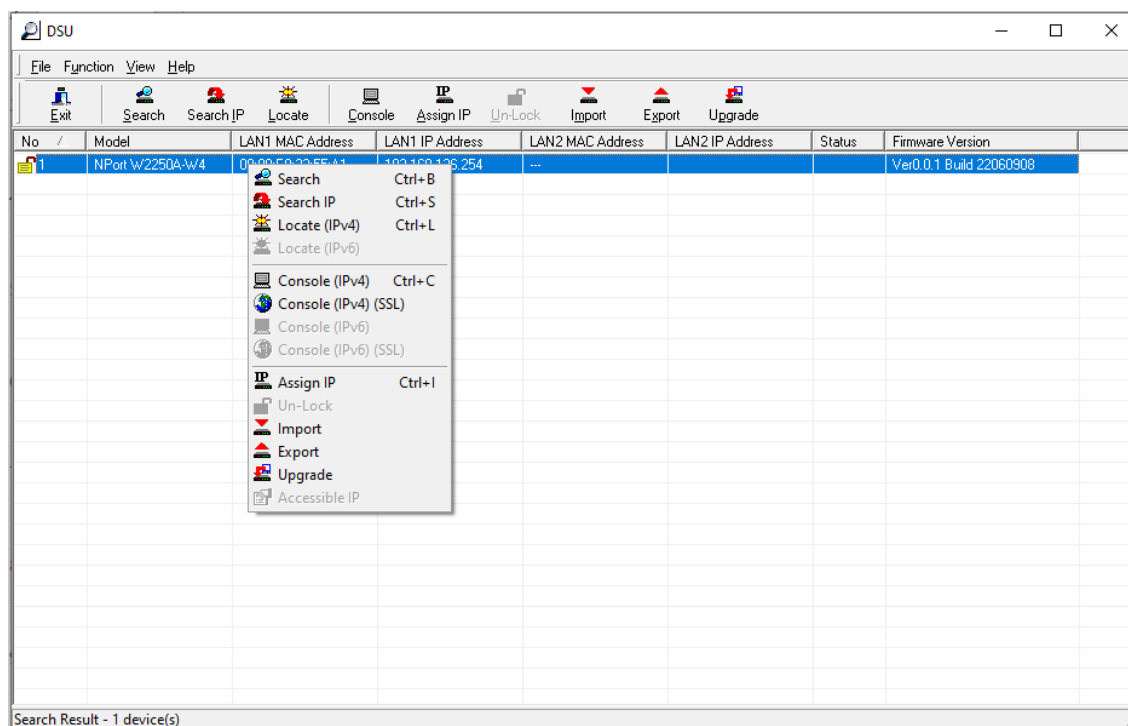 DSU
File Function View Help
Exit Search Search IP Locate Console Assign IP Un-Lock Import Export Upgrade
No Model LAN1 MAC Address LAN1 IP Address LAN2 MAC Address LAN2 IP Address Status Firmware Version
1 NPort W2250A-W4 --- Ver0.0.1 Build 22060908
Search Ctrl+B
Search IP Ctrl+S
Locate (IPv4) Ctrl+L
Locate (IPv6)
Console (IPv4) Ctrl+C
Console (IPv4) (SSL)
Console (IPv6)
Console (IPv6) (SSL)
IP Assign IP Ctrl+I
Un-Lock
Import
Export
Upgrade
Accessible IP
Search Result - 1 device(s)